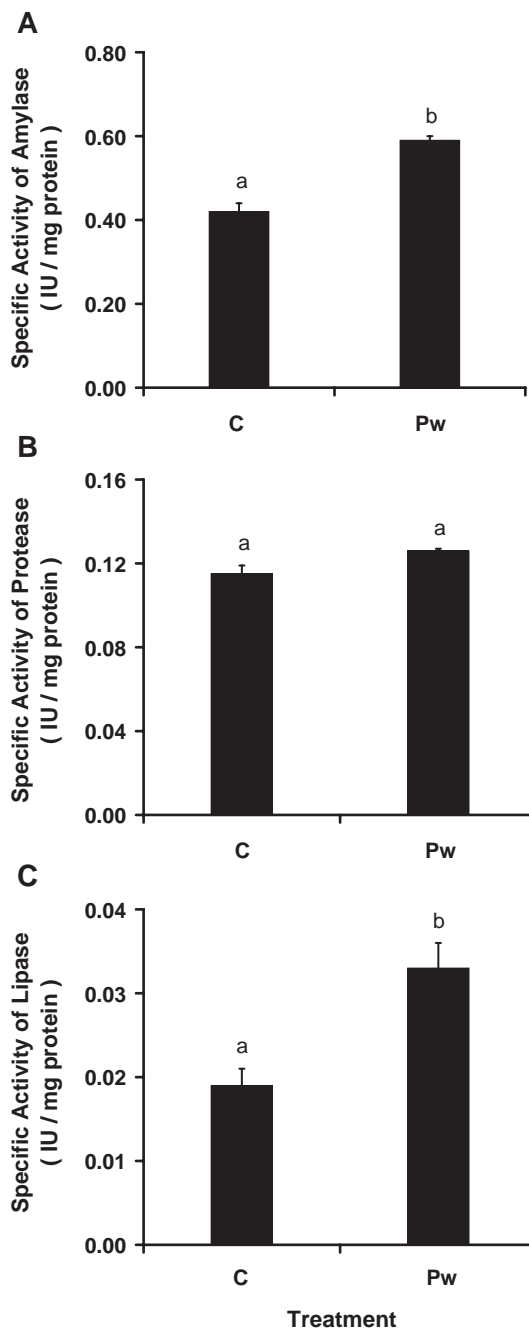 A
Specific Activity of Amylase
( IU / mg protein )
0.80
0.60
0.40
0.20
0.00
a
b
C
Pw
B
Specific Activity of Protease
( IU / mg protein )
0.16
0.12
0.08
0.04
0.00
a
a
C
Pw
C
Specific Activity of Lipase
( IU / mg protein )
0.04
0.03
0.02
0.01
0.00
a
b
C
Pw
Treatment